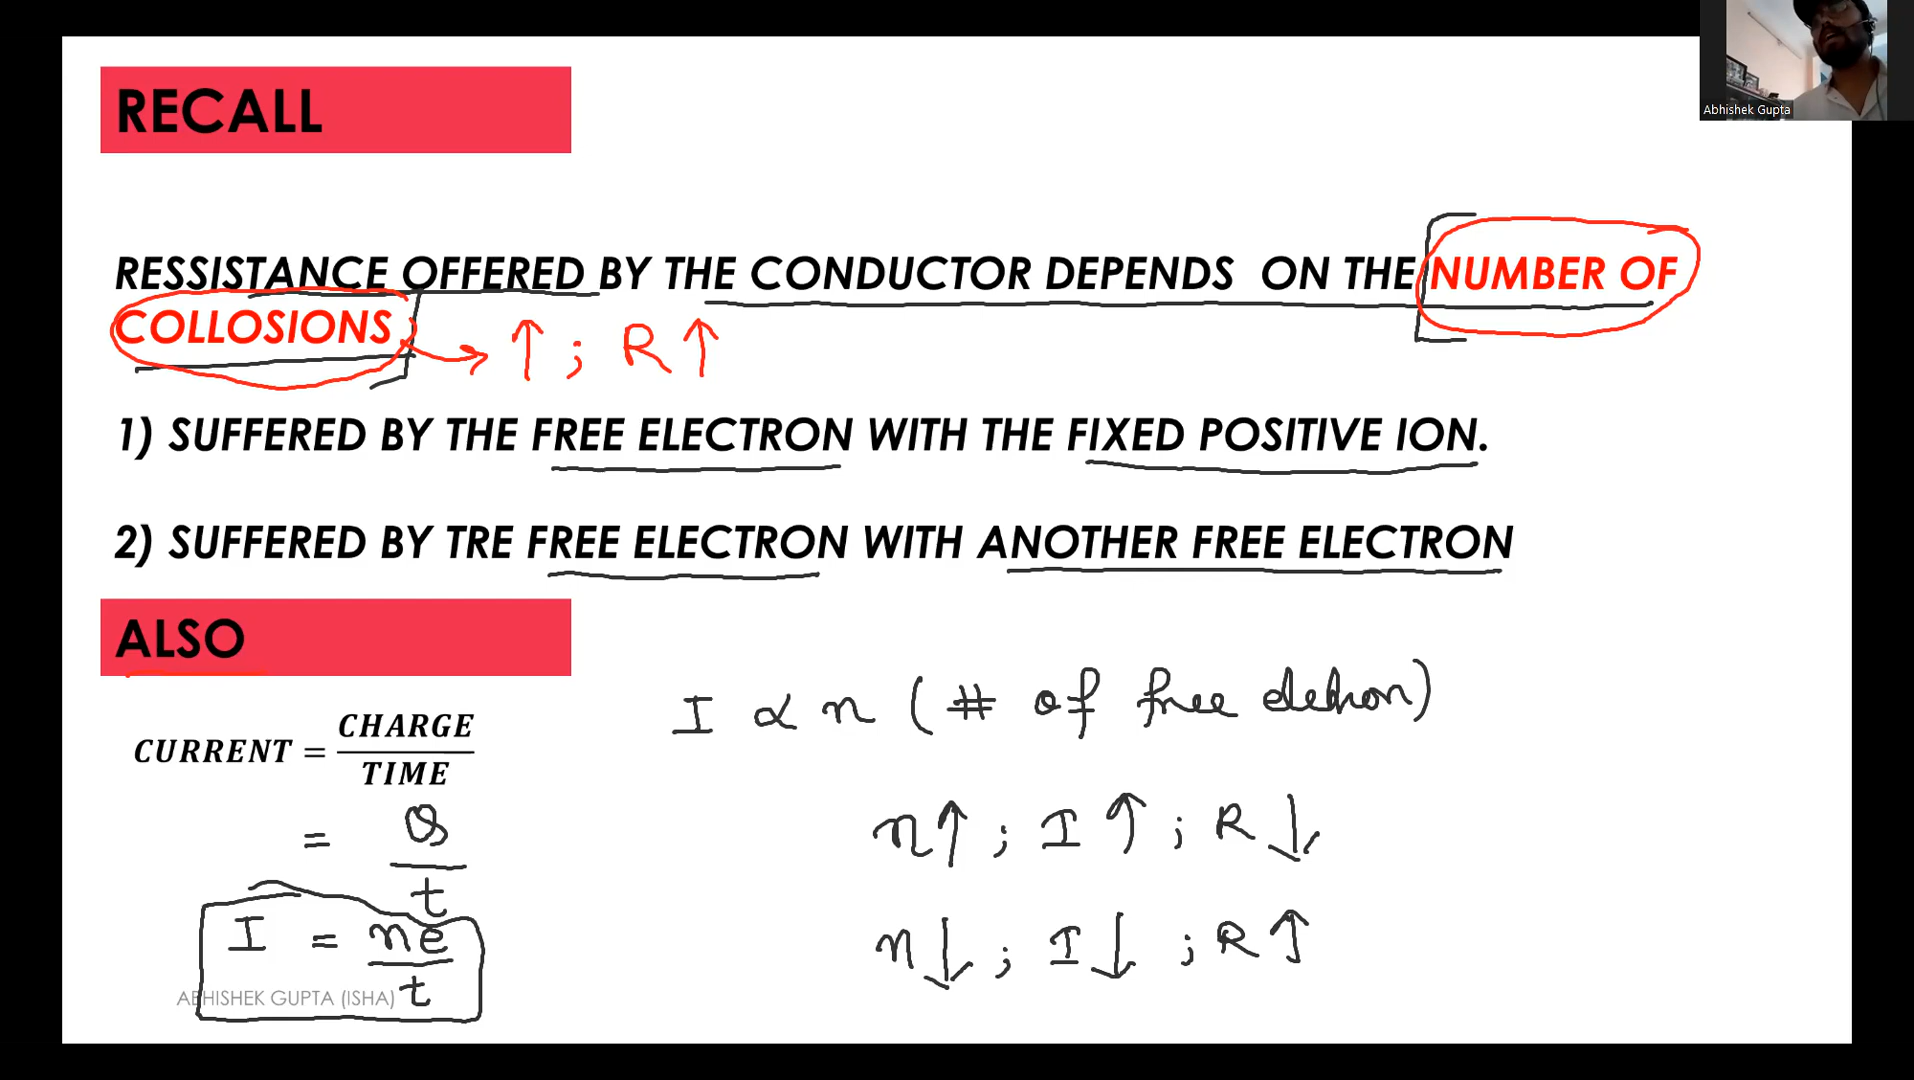 Abhishek Gupta
RECALL
RESSISTANCE OFFERED BY THE CONDUCTOR DEPENDS ON THE NUMBER OF
COLLOSIONS → ↑ ; R ↑
1) SUFFERED BY THE FREE ELECTRON WITH THE FIXED POSITIVE ION.
2) SUFFERED BY TRE FREE ELECTRON WITH ANOTHER FREE ELECTRON
ALSO
CURRENT = CHARGE / TIME
= Q / t
I = ne / t
ABHISHEK GUPTA (ISHA)
I ∝ n (# of free electron)
n↑ ; I ↑ ; R ↓
n↓ ; I↓ ; R ↑